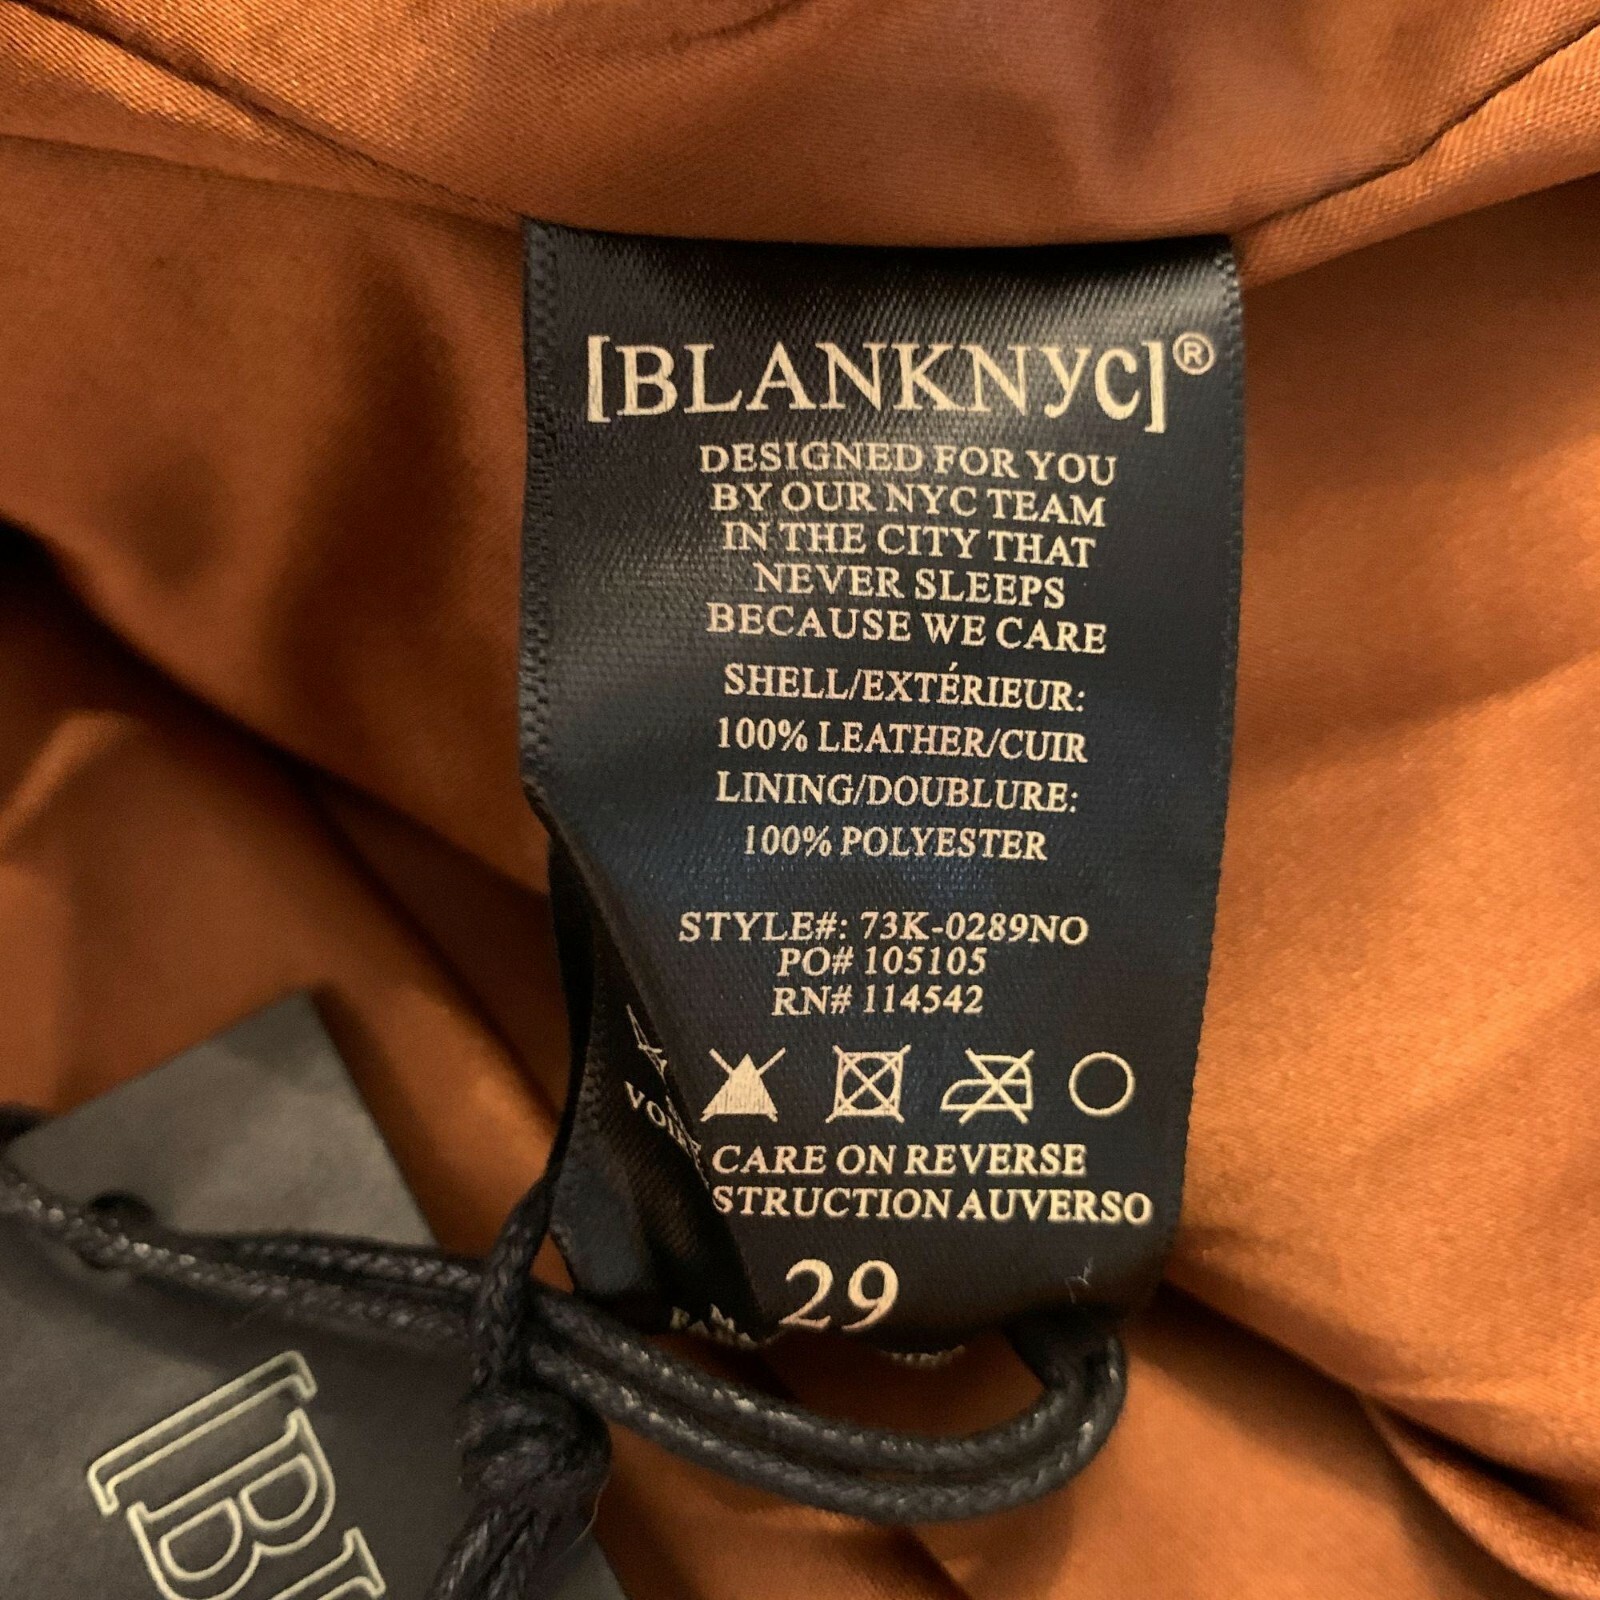 [BLANKNYC]®
DESIGNED FOR YOU
BY OUR NYC TEAM
IN THE CITY THAT
NEVER SLEEPS
BECAUSE WE CARE
SHELL/EXTÉRIEUR:
100% LEATHER/CUIR
LINING/DOUBLURE:
100% POLYESTER
STYLE#: 73K-0289NO
PO# 105105
RN# 114542
CARE ON REVERSE
STRUCTION AUVERSO
29
[BL